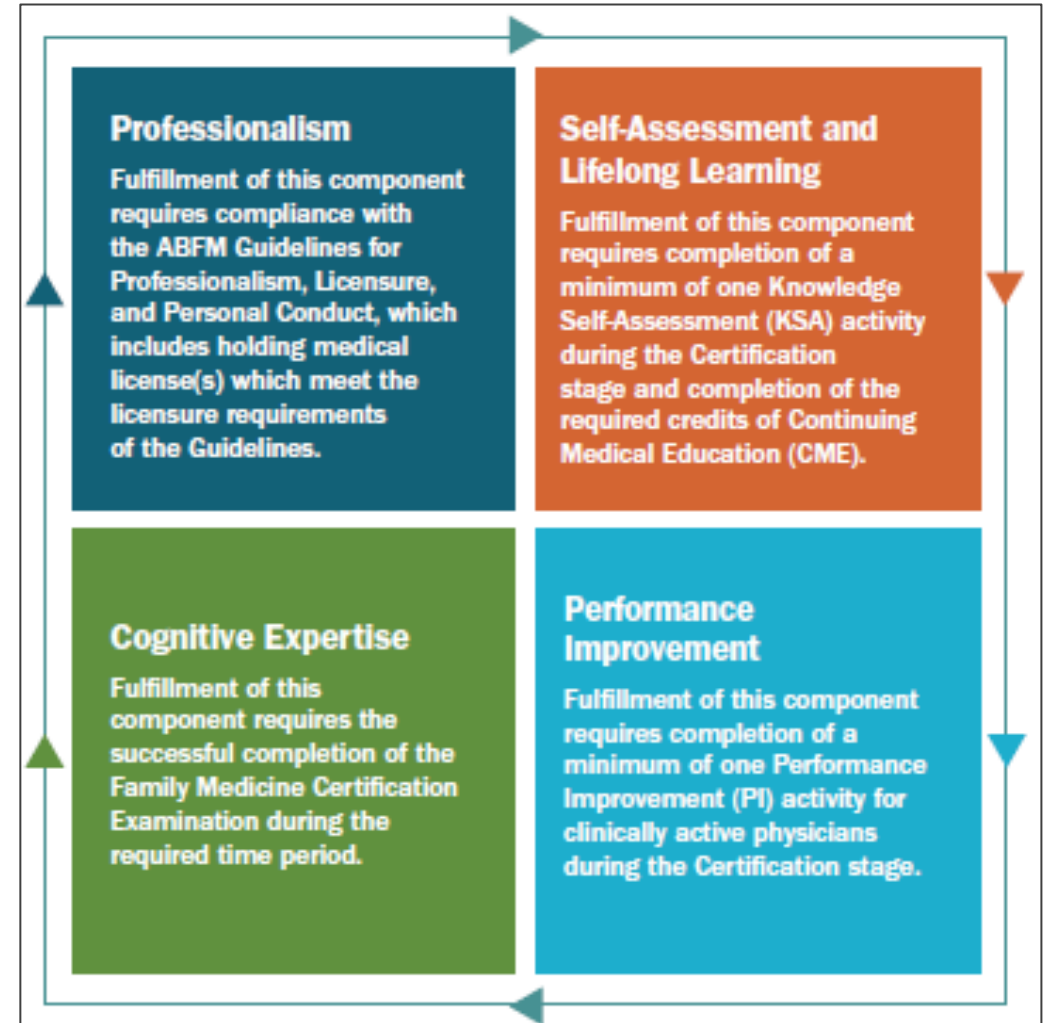 Professionalism
Fulfillment of this component
requires compliance with
the ABFM Guidelines for
Professionalism, Licensure,
and Personal Conduct, which
includes holding medical
license(s) which meet the
licensure requirements
of the Guidelines.
Self-Assessment and
Lifelong Learning
Fulfillment of this component
requires completion of a
minimum of one Knowledge
Self-Assessment (KSA) activity
during the Certification
stage and completion of the
required credits of Continuing
Medical Education (CME).
Cognitive Expertise
Fulfillment of this
component requires the
successful completion of the
Family Medicine Certification
Examination during the
required time period.
Performance
Improvement
Fulfillment of this component
requires completion of a
minimum of one Performance
Improvement (PI) activity for
clinically active physicians
during the Certification stage.